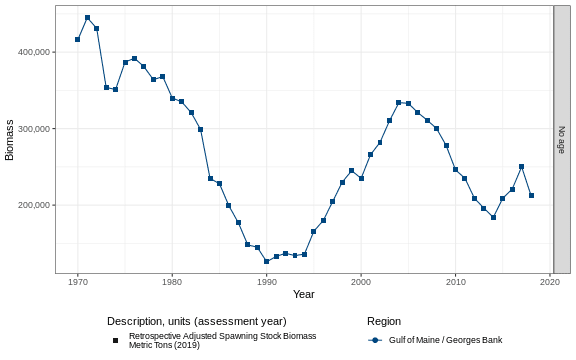 400,000
300,000
200,000
Biomass
No age
1970
1980
1990
2000
2010
2020
Year
Description, units (assessment year)
Retrospective Adjusted Spawning Stock Biomass
Metric Tons (2019)
Region
Gulf of Maine / Georges Bank